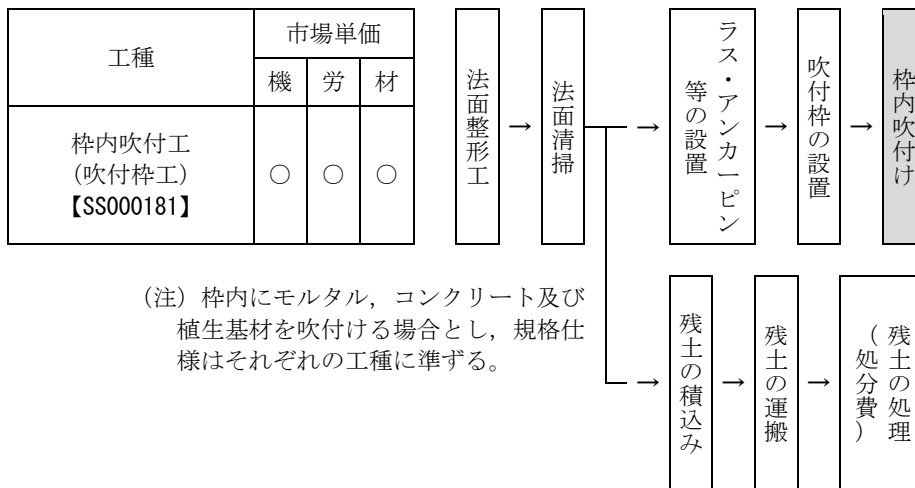 工種
市場単価
機
労
材
枠内吹付工
(吹付枠工)
【SS000181】
○
○
○
法面整形工
→
法面清掃
→
ラス・アンカーピン
等の設置
→
吹付枠の設置
→
枠内吹付け
(注)枠内にモルタル，コンクリート及び
植生基材を吹付ける場合とし，規格仕
様はそれぞれの工種に準ずる。
→
残土の積込み
→
残土の運搬
→
残土の処理
(処分費)